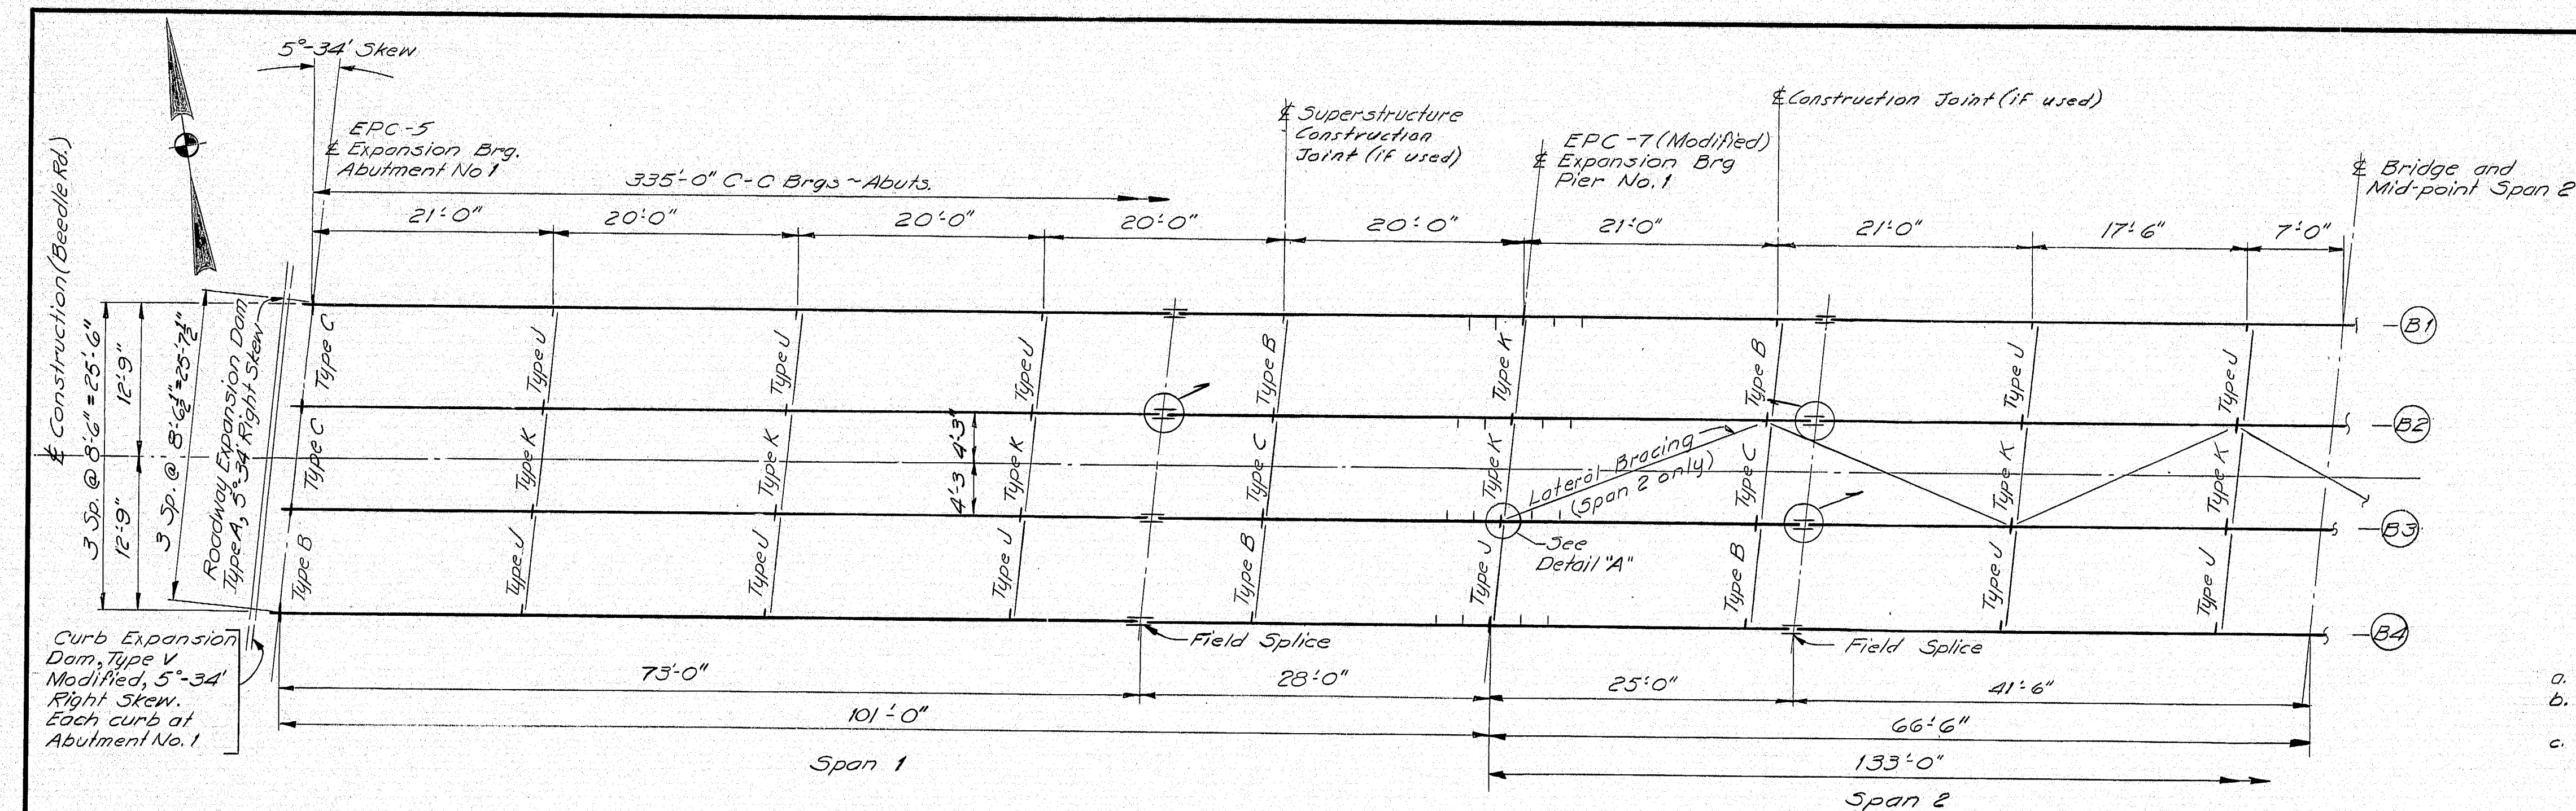 5°-34' Skew
EPC-5
℄ Expansion Brg.
Abutment No 1
335'-0" C-C Brgs ~ Abuts.
℄ Superstructure
Construction
Joint (if used)
EPC-7 (Modified)
℄ Expansion Brg
Pier No. 1
℄ Construction Joint (if used)
℄ Bridge and
Mid-point Span 2
21'-0"
20'-0"
20'-0"
20'-0"
20'-0"
21'-0"
21'-0"
17'-6"
7'-0"
℄ Construction (Beedle Rd.)
3 Sp. @ 8'-6" = 25'-6"
12'-9"
12'-9"
3 Sp. @ 8'-6 1/2" = 25'-7 1/2"
Roadway Expansion Dam
Type A, 5°-34' Right Skew
Type C
Type J
Type J
Type J
Type B
Type K
Type B
Type J
Type J
B1
Type C
Type K
Type K
Type K
Type C
Type K
Type C
Type K
Type K
B2
4'-3"
4'-3
Lateral Bracing
(Span 2 only)
Type B
Type J
Type J
Type J
Type B
Type J
Type B
Type J
Type J
B3
See
Detail "A"
B4
Field Splice
Field Splice
Curb Expansion
Dam, Type V
Modified, 5°-34'
Right Skew.
Each curb at
Abutment No. 1
73'-0"
28'-0"
25'-0"
41'-6"
101'-0"
66'-6"
133'-0"
Span 1
Span 2
a.
b.
c.